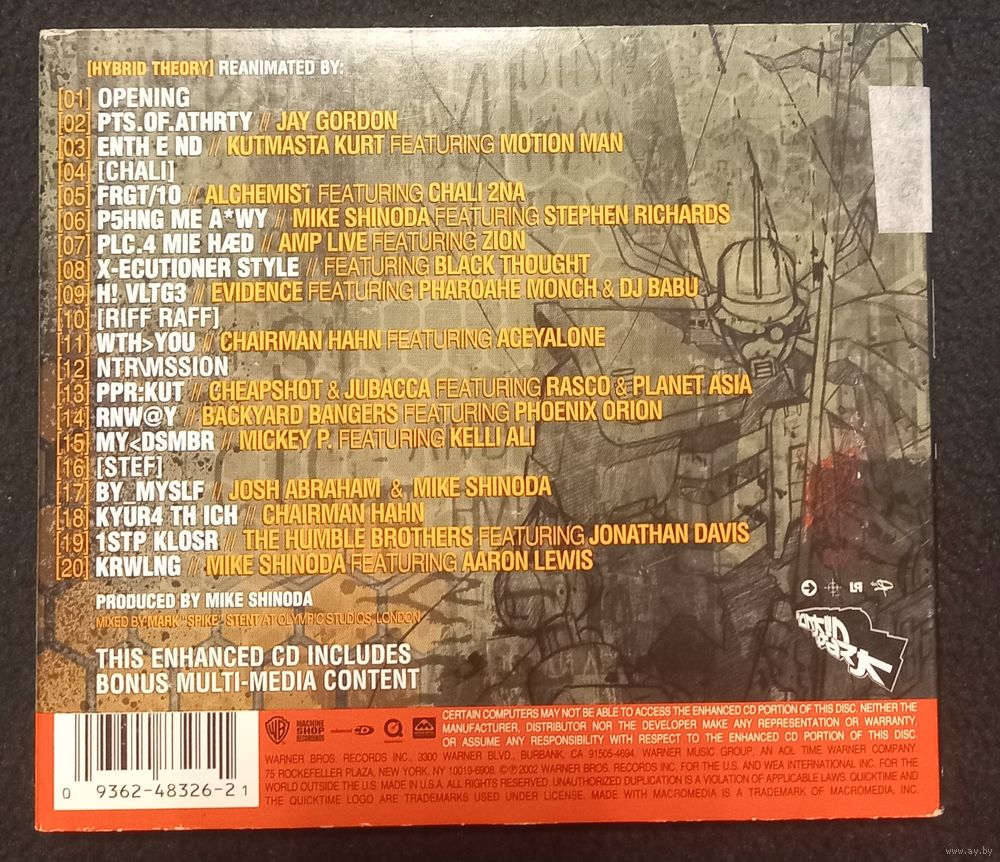 [HYBRID THEORY] REANIMATED BY:
[01] OPENING
[02] PTS.OF.ATHRTY // JAY GORDON
[03] ENTH E ND // KUTMASTA KURT FEATURING MOTION MAN
[04] [CHALI]
[05] FRGT/10 // ALCHEMIST FEATURING CHALI 2NA
[06] P5HNG ME A*WY // MIKE SHINODA FEATURING STEPHEN RICHARDS
[07] PLC.4 MIE HÆD // AMP LIVE FEATURING ZION
[08] X-ECUTIONER STYLE // FEATURING BLACK THOUGHT
[09] H! VLTG3 // EVIDENCE FEATURING PHAROAHE MONCH & DJ BABU
[10] [RIFF RAFF]
[11] WTH>YOU // CHAIRMAN HAHN FEATURING ACEYALONE
[12] NTR\MSSION
[13] PPR:KUT // CHEAPSHOT & JUBACCA FEATURING RASCO & PLANET ASIA
[14] RNW@Y // BACKYARD BANGERS FEATURING PHOENIX ORION
[15] MY<DSMBR // MICKEY P. FEATURING KELLI ALI
[16] [STEF]
[17] BY_MYSLF // JOSH ABRAHAM & MIKE SHINODA
[18] KYUR4 TH ICH // CHAIRMAN HAHN
[19] 1STP KLOSR // THE HUMBLE BROTHERS FEATURING JONATHAN DAVIS
[20] KRWLNG // MIKE SHINODA FEATURING AARON LEWIS
PRODUCED BY MIKE SHINODA
MIXED BY MARK "SPIKE" STENT AT OLYMPIC STUDIOS, LONDON
THIS ENHANCED CD INCLUDES
BONUS MULTI-MEDIA CONTENT
LINKIN PARK
0 9362-48326-2 1
WB
MACHINE SHOP RECORDINGS
enhanced CD
CERTAIN COMPUTERS MAY NOT BE ABLE TO ACCESS THE ENHANCED CD PORTION OF THIS DISC. NEITHER THE
MANUFACTURER, DISTRIBUTOR NOR THE DEVELOPER MAKE ANY REPRESENTATION OR WARRANTY,
OR ASSUME ANY RESPONSIBILITY WITH RESPECT TO THE ENHANCED CD PORTION OF THIS DISC.
WARNER BROS. RECORDS INC., 3300 WARNER BLVD., BURBANK, CA 91505-4694. WARNER MUSIC GROUP, AN AOL TIME WARNER COMPANY.
75 ROCKEFELLER PLAZA, NEW YORK, NY 10019-6908. ©℗ 2002 WARNER BROS. RECORDS INC. FOR THE U.S. AND WEA INTERNATIONAL INC. FOR THE
WORLD OUTSIDE THE U.S. MADE IN U.S.A. ALL RIGHTS RESERVED. UNAUTHORIZED DUPLICATION IS A VIOLATION OF APPLICABLE LAWS. QUICKTIME AND
THE QUICKTIME LOGO ARE TRADEMARKS USED UNDER LICENSE. MADE WITH MACROMEDIA IS A TRADEMARK OF MACROMEDIA, INC.
www.ay.by